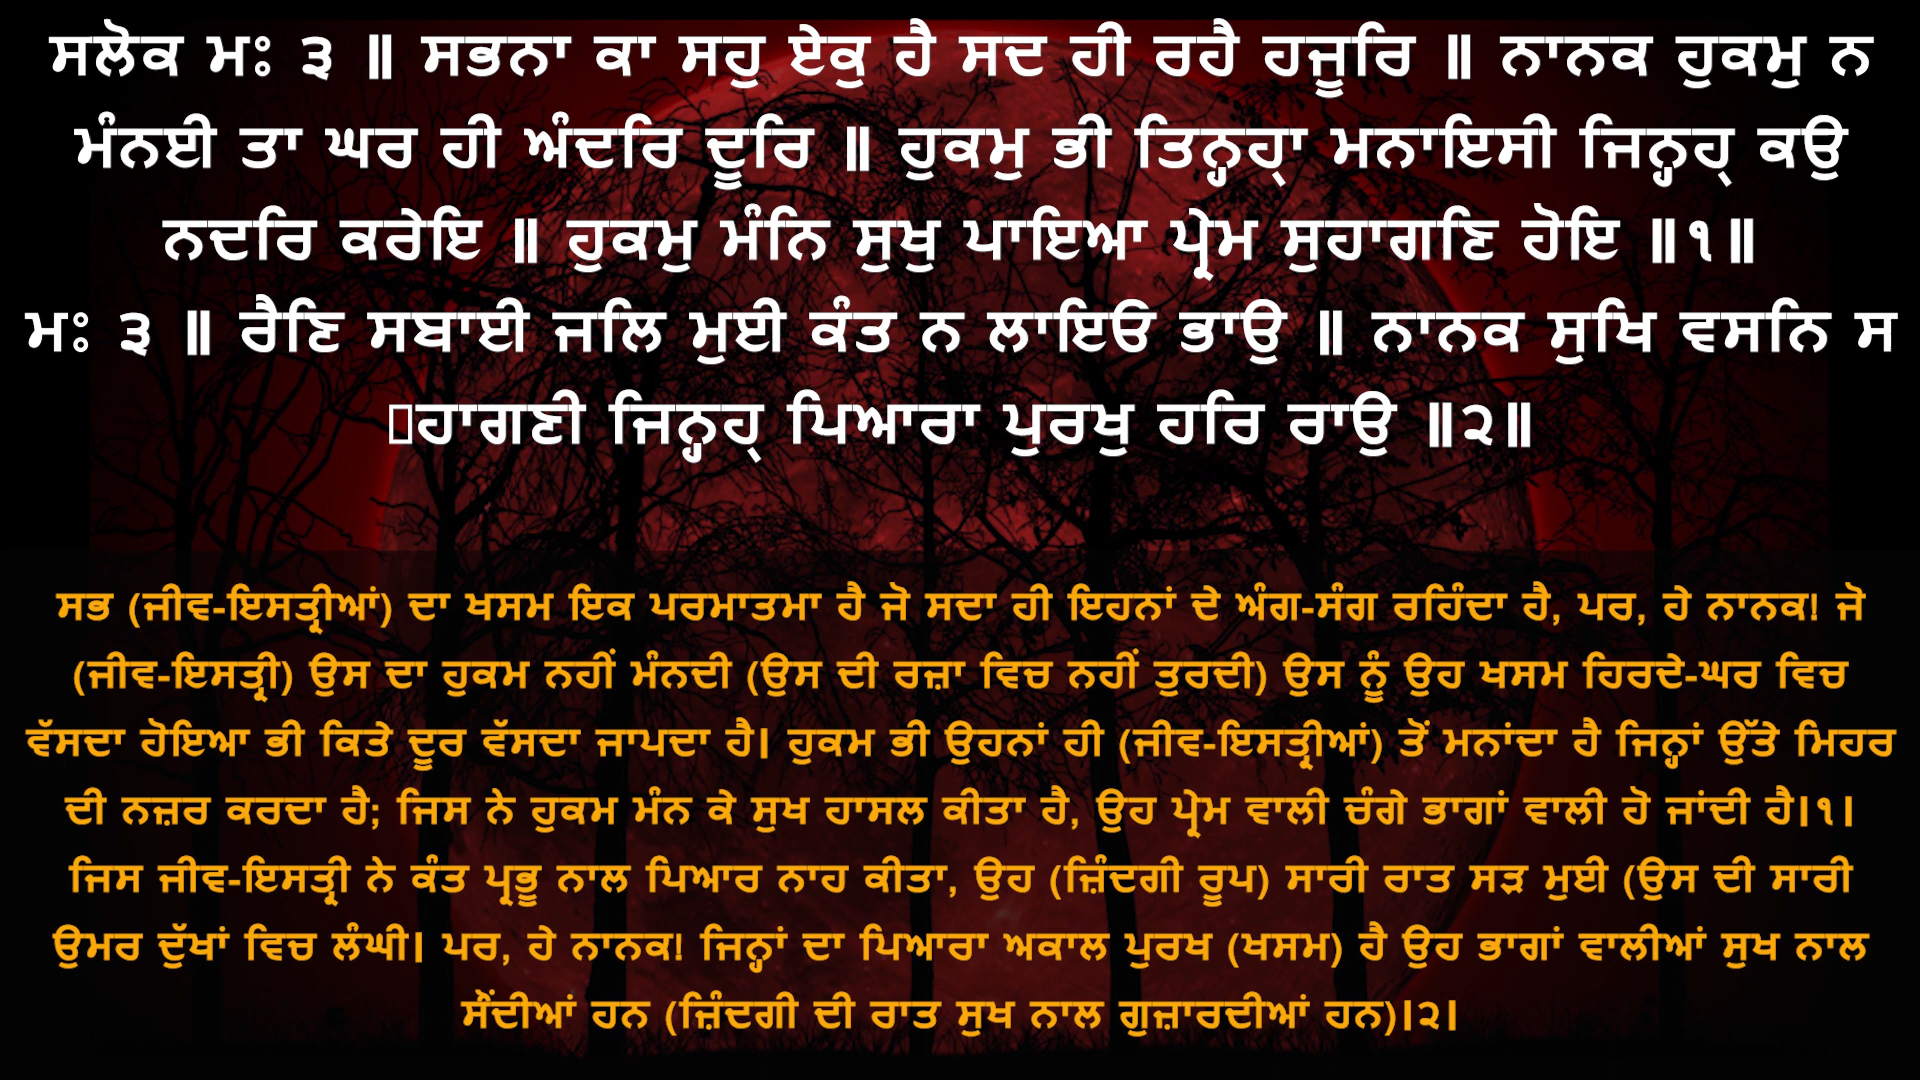 ਸਲੋਕ ਮਃ ੩ ॥ ਸਭਨਾ ਕਾ ਸਹੁ ਏਕੁ ਹੈ ਸਦ ਹੀ ਰਹੈ ਹਜੂਰਿ ॥ ਨਾਨਕ ਹੁਕਮੁ ਨ
ਮੰਨਈ ਤਾ ਘਰ ਹੀ ਅੰਦਰਿ ਦੂਰਿ ॥ ਹੁਕਮੁ ਭੀ ਤਿਨ੍ਹ੍ਹਾ ਮਨਾਇਸੀ ਜਿਨ੍ਹ੍ਹ ਕਉ
ਨਦਰਿ ਕਰੇਇ ॥ ਹੁਕਮੁ ਮੰਨਿ ਸੁਖੁ ਪਾਇਆ ਪ੍ਰੇਮ ਸੁਹਾਗਣਿ ਹੋਇ ॥੧॥
ਮਃ ੩ ॥ ਰੈਣਿ ਸਬਾਈ ਜਲਿ ਮੁਈ ਕੰਤ ਨ ਲਾਇਓ ਭਾਉ ॥ ਨਾਨਕ ਸੁਖਿ ਵਸਨਿ ਸ
ਹਾਗਣੀ ਜਿਨ੍ਹ੍ਹ ਪਿਆਰਾ ਪੁਰਖੁ ਹਰਿ ਰਾਉ ॥੨॥
ਸਭ (ਜੀਵ-ਇਸਤ੍ਰੀਆਂ) ਦਾ ਖਸਮ ਇਕ ਪਰਮਾਤਮਾ ਹੈ ਜੋ ਸਦਾ ਹੀ ਇਹਨਾਂ ਦੇ ਅੰਗ-ਸੰਗ ਰਹਿੰਦਾ ਹੈ, ਪਰ, ਹੇ ਨਾਨਕ! ਜੋ
(ਜੀਵ-ਇਸਤ੍ਰੀ) ਉਸ ਦਾ ਹੁਕਮ ਨਹੀਂ ਮੰਨਦੀ (ਉਸ ਦੀ ਰਜ਼ਾ ਵਿਚ ਨਹੀਂ ਤੁਰਦੀ) ਉਸ ਨੂੰ ਉਹ ਖਸਮ ਹਿਰਦੇ-ਘਰ ਵਿਚ
ਵੱਸਦਾ ਹੋਇਆ ਭੀ ਕਿਤੇ ਦੂਰ ਵੱਸਦਾ ਜਾਪਦਾ ਹੈ। ਹੁਕਮ ਭੀ ਉਹਨਾਂ ਹੀ (ਜੀਵ-ਇਸਤ੍ਰੀਆਂ) ਤੋਂ ਮਨਾਂਦਾ ਹੈ ਜਿਨ੍ਹਾਂ ਉੱਤੇ ਮਿਹਰ
ਦੀ ਨਜ਼ਰ ਕਰਦਾ ਹੈ; ਜਿਸ ਨੇ ਹੁਕਮ ਮੰਨ ਕੇ ਸੁਖ ਹਾਸਲ ਕੀਤਾ ਹੈ, ਉਹ ਪ੍ਰੇਮ ਵਾਲੀ ਚੰਗੇ ਭਾਗਾਂ ਵਾਲੀ ਹੋ ਜਾਂਦੀ ਹੈ।੧।
ਜਿਸ ਜੀਵ-ਇਸਤ੍ਰੀ ਨੇ ਕੰਤ ਪ੍ਰਭੂ ਨਾਲ ਪਿਆਰ ਨਾਹ ਕੀਤਾ, ਉਹ (ਜ਼ਿੰਦਗੀ ਰੂਪ) ਸਾਰੀ ਰਾਤ ਸੜ ਮੁਈ (ਉਸ ਦੀ ਸਾਰੀ
ਉਮਰ ਦੁੱਖਾਂ ਵਿਚ ਲੰਘੀ। ਪਰ, ਹੇ ਨਾਨਕ! ਜਿਨ੍ਹਾਂ ਦਾ ਪਿਆਰਾ ਅਕਾਲ ਪੁਰਖ (ਖਸਮ) ਹੈ ਉਹ ਭਾਗਾਂ ਵਾਲੀਆਂ ਸੁਖ ਨਾਲ
ਸੌਂਦੀਆਂ ਹਨ (ਜ਼ਿੰਦਗੀ ਦੀ ਰਾਤ ਸੁਖ ਨਾਲ ਗੁਜ਼ਾਰਦੀਆਂ ਹਨ)।੨।